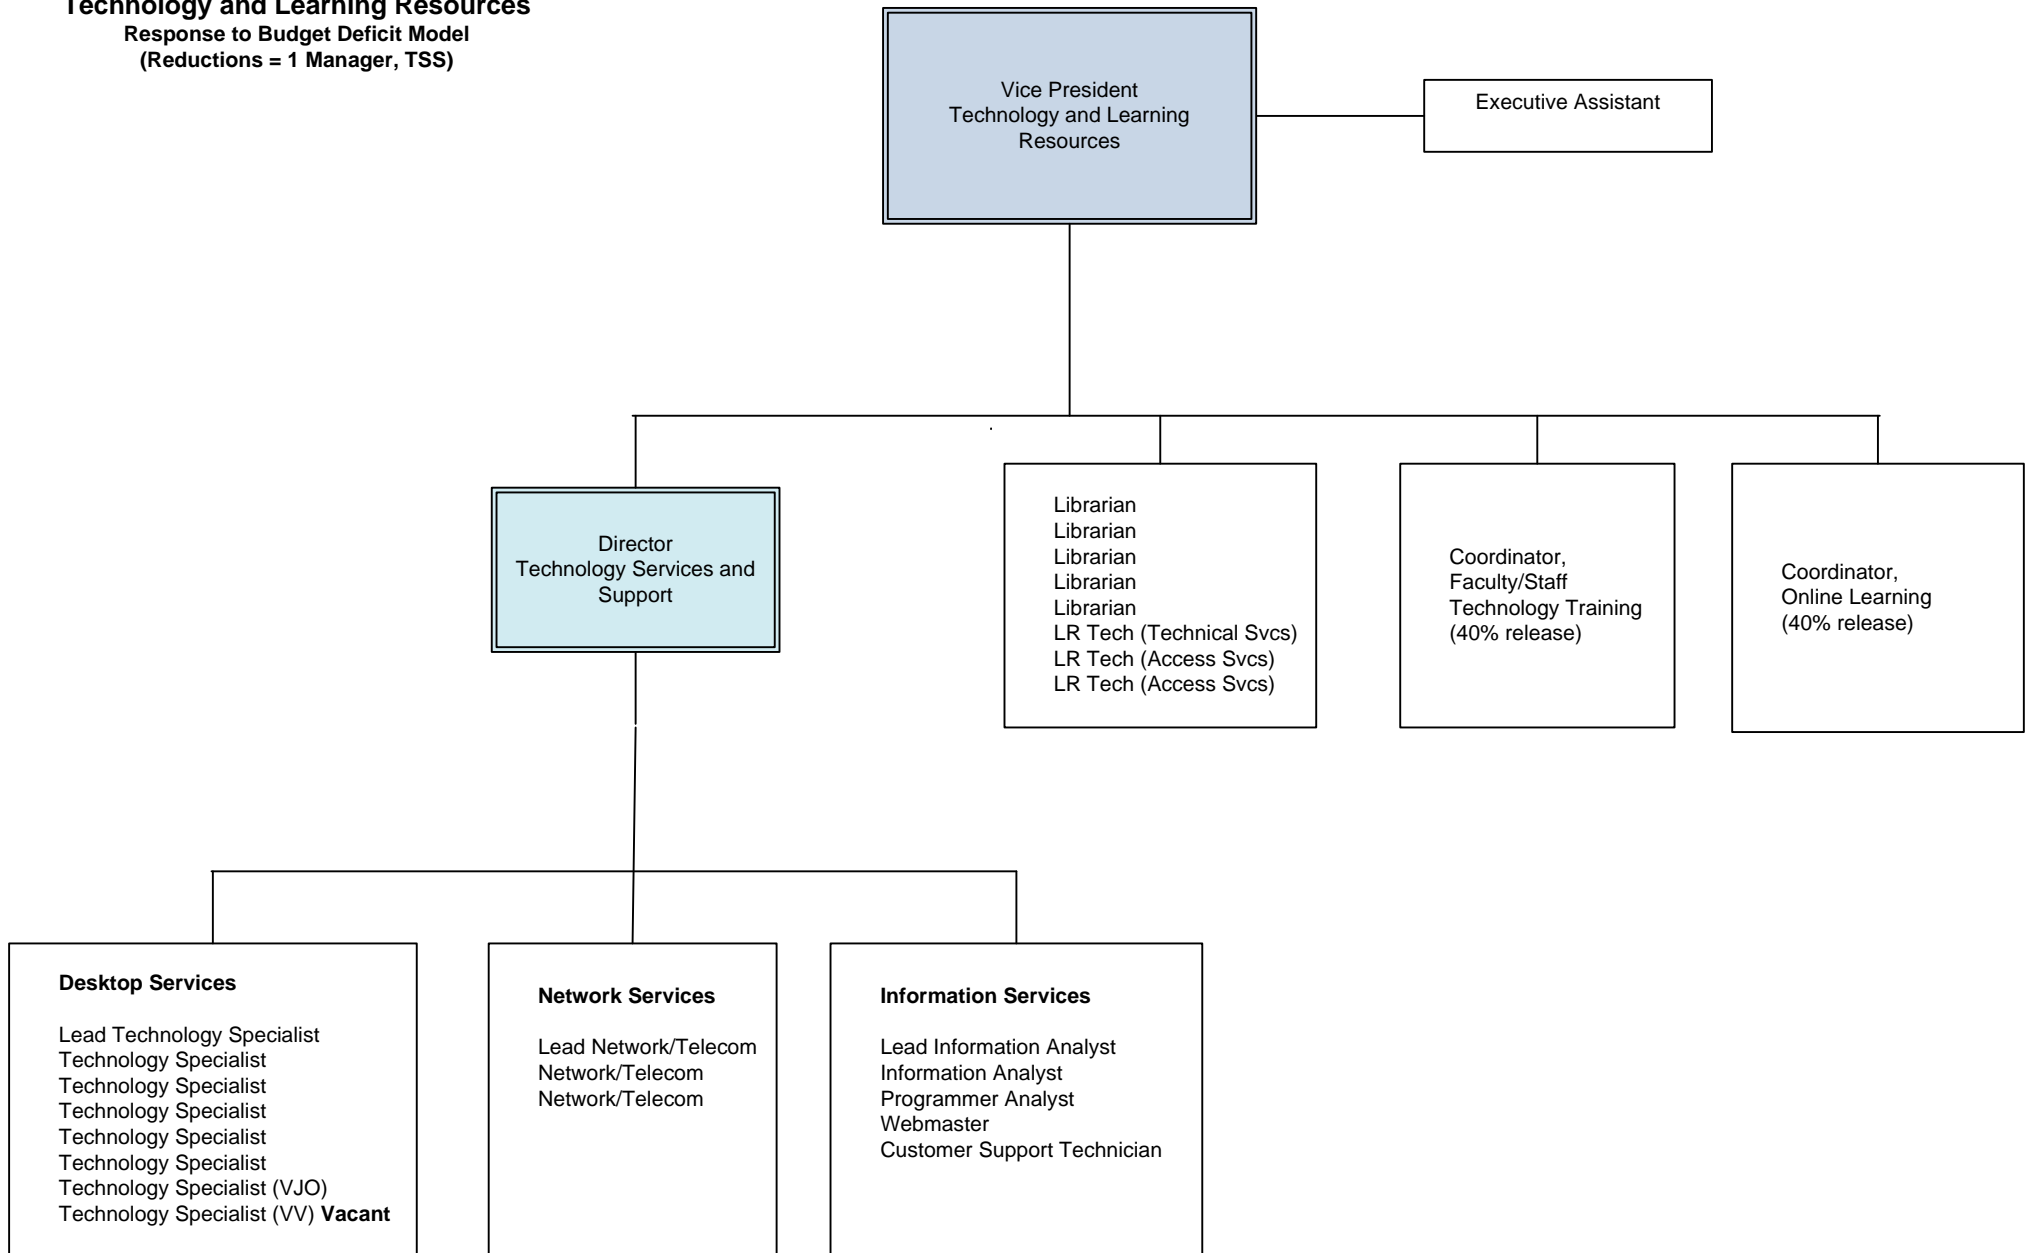 Technology and Learning Resources
Response to Budget Deficit Model
(Reductions = 1 Manager, TSS)
Vice President
Technology and Learning
Resources
Executive Assistant
Director
Technology Services and
Support
Librarian
Librarian
Librarian
Librarian
Librarian
LR Tech (Technical Svcs)
LR Tech (Access Svcs)
LR Tech (Access Svcs)
Coordinator,
Faculty/Staff
Technology Training
(40% release)
Coordinator,
Online Learning
(40% release)
Desktop Services
Lead Technology Specialist
Technology Specialist
Technology Specialist
Technology Specialist
Technology Specialist
Technology Specialist
Technology Specialist (VJO)
Technology Specialist (VV) Vacant
Network Services
Lead Network/Telecom
Network/Telecom
Network/Telecom
Information Services
Lead Information Analyst
Information Analyst
Programmer Analyst
Webmaster
Customer Support Technician